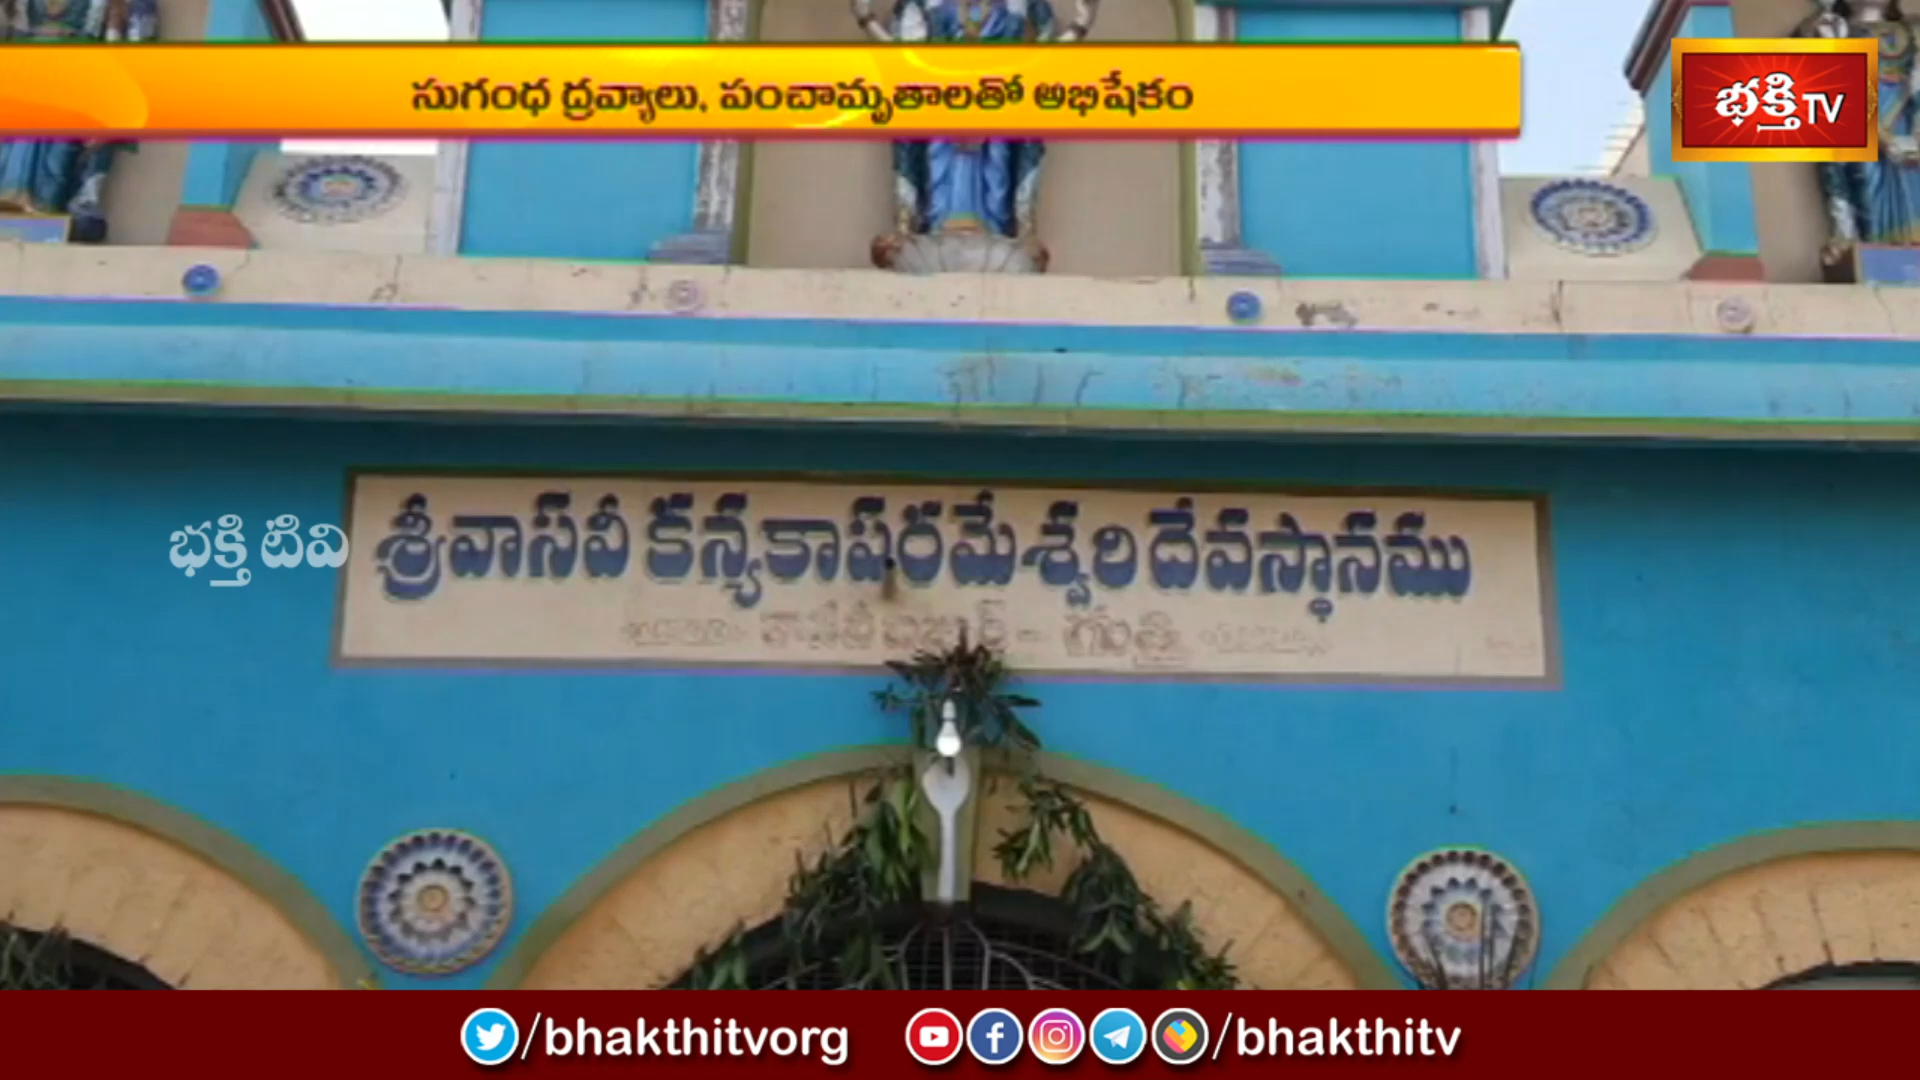 సుగంధ ద్రవ్యాలు, పంచామృతాలతో అభిషేకం
భక్తి TV
భక్తి టివి
శ్రీ వాసవీ కన్యకాపరమేశ్వరి దేవస్థానము
గుత్తి
/bhakthitvorg
/bhakthitv